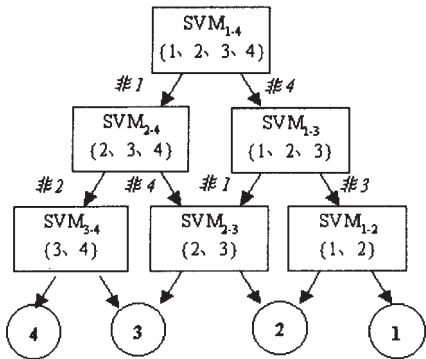 SVM1-4
{1、2、3、4}
非1
非4
SVM2-4
{2、3、4}
SVM1-3
{1、2、3}
非2
非4
非1
非3
SVM3-4
{3、4}
SVM2-3
{2、3}
SVM1-2
{1、2}
4
3
2
1